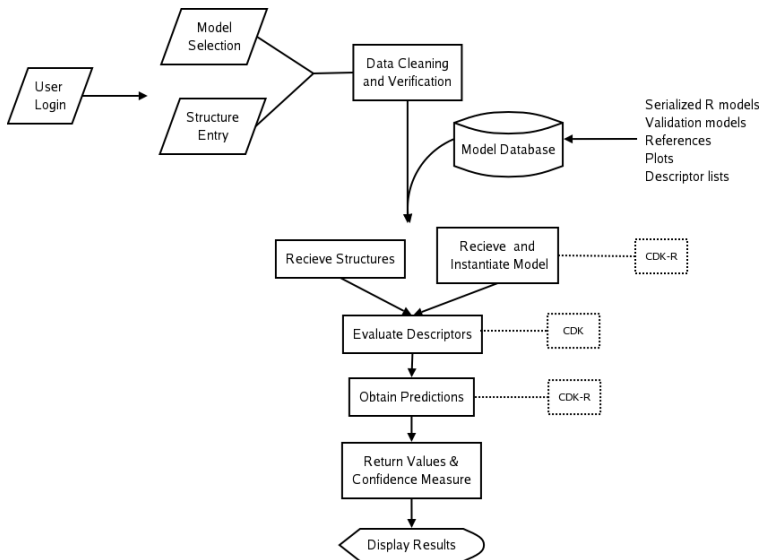 Model
Selection
User
Login
Structure
Entry
Data Cleaning
and Verification
Model Database
Serialized R models
Validation models
References
Plots
Descriptor lists
Recieve Structures
Recieve and
Instantiate Model
CDK-R
Evaluate Descriptors
CDK
Obtain Predictions
CDK-R
Return Values &
Confidence Measure
Display Results